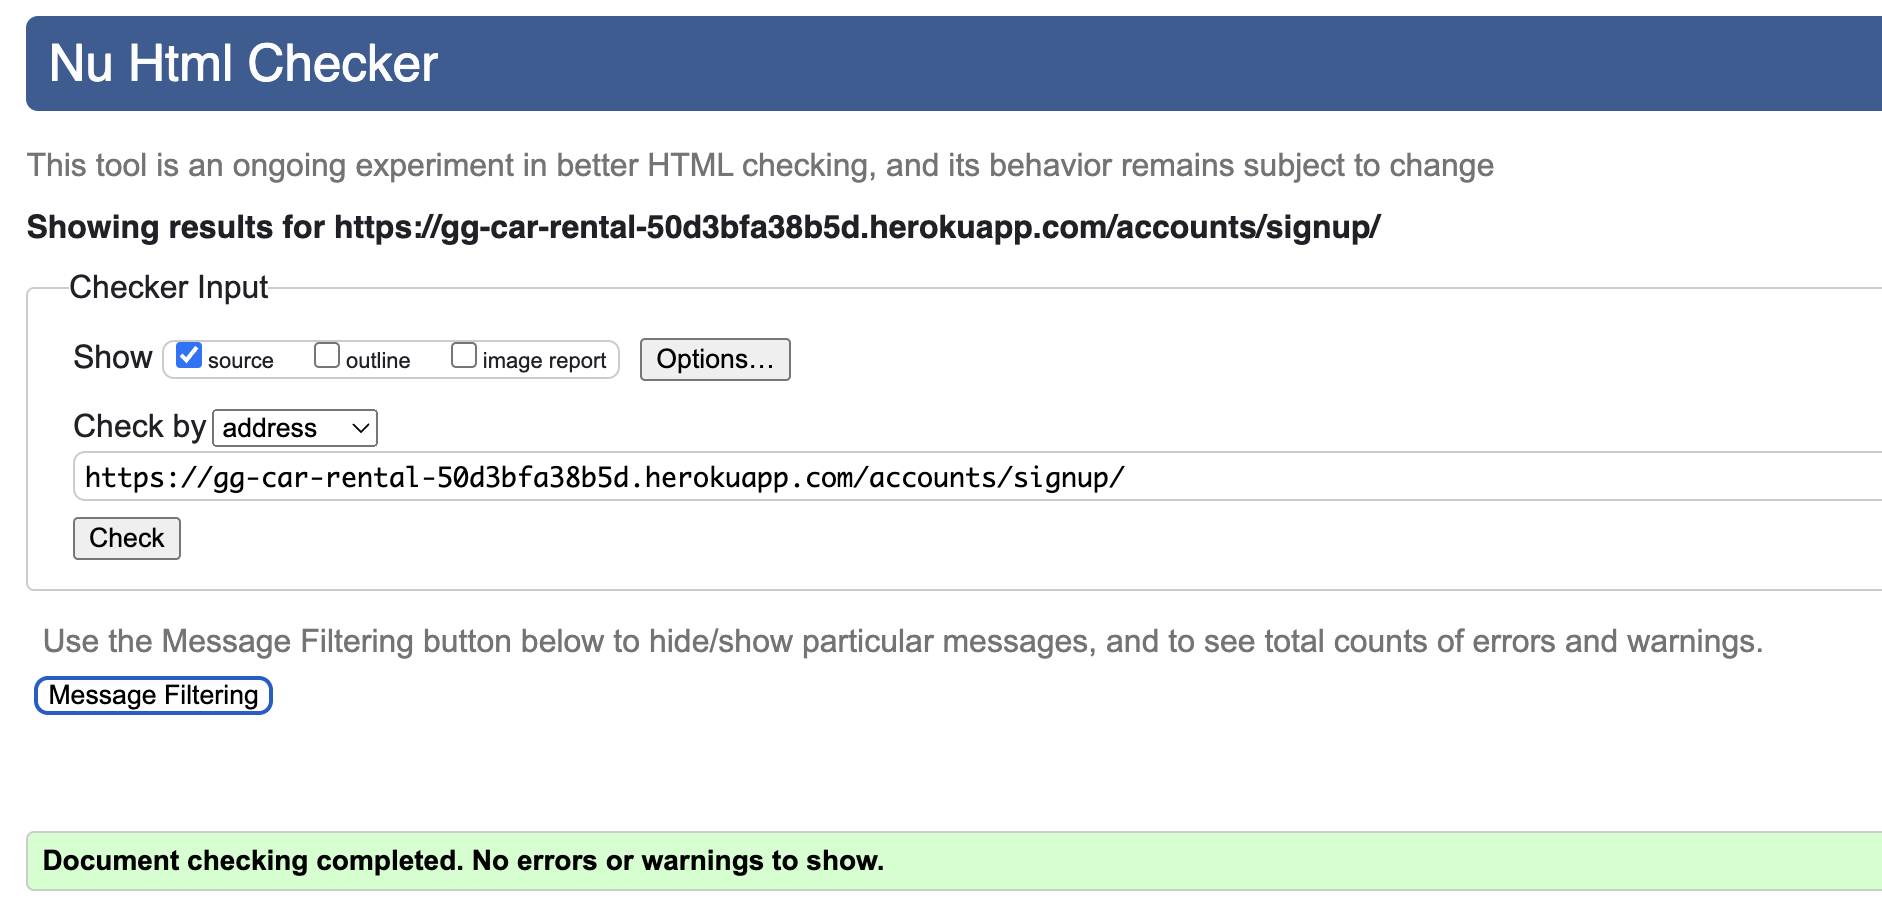 Nu Html Checker
This tool is an ongoing experiment in better HTML checking, and its behavior remains subject to change
Showing results for https://gg-car-rental-50d3bfa38b5d.herokuapp.com/accounts/signup/
Checker Input
Show source outline image report Options...
Check by address
https://gg-car-rental-50d3bfa38b5d.herokuapp.com/accounts/signup/
Check
Use the Message Filtering button below to hide/show particular messages, and to see total counts of errors and warnings.
Message Filtering
Document checking completed. No errors or warnings to show.